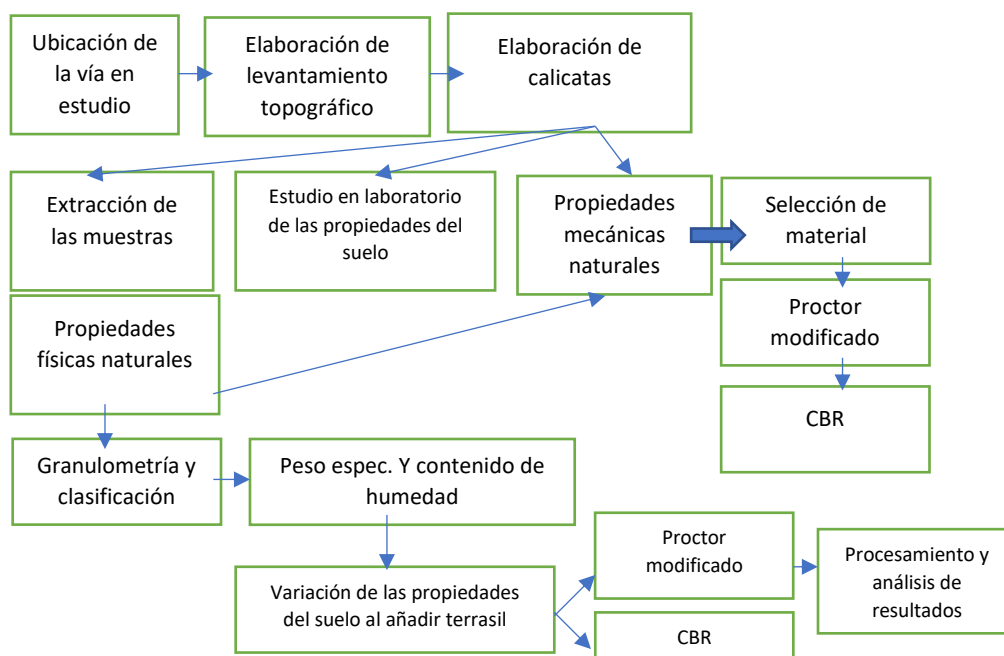 Ubicación de
la vía en
estudio
Elaboración de
levantamiento
topográfico
Elaboración de
calicatas
Extracción de
las muestras
Estudio en laboratorio
de las propiedades del
suelo
Propiedades
mecánicas
naturales
Selección de
material
Proctor
modificado
CBR
Propiedades
físicas naturales
Granulometría y
clasificación
Peso espec. Y contenido de
humedad
Variación de las propiedades
del suelo al añadir terrasil
Proctor
modificado
CBR
Procesamiento y
análisis de
resultados